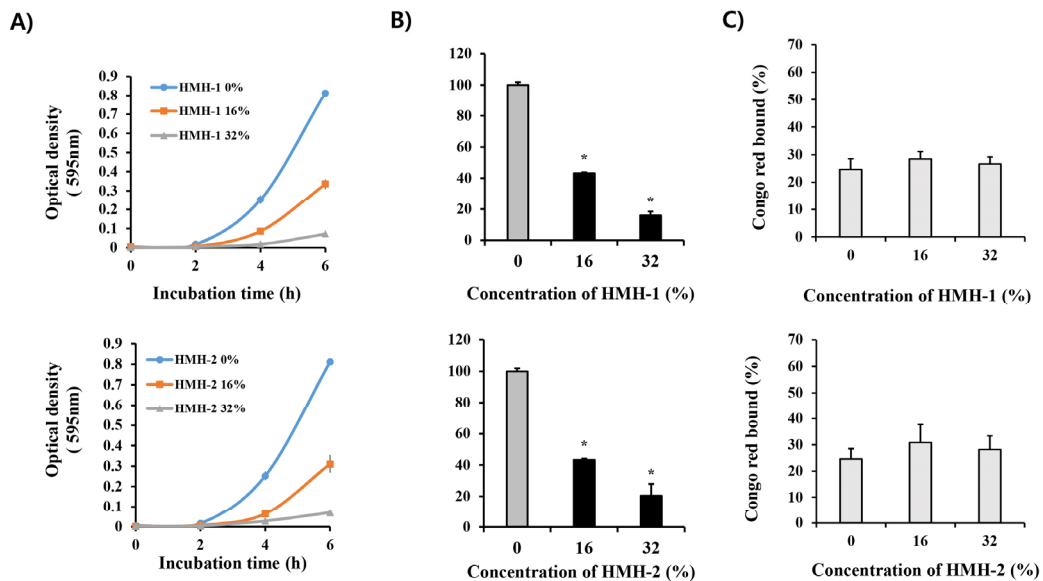 A)
0.9
0.8
0.7
0.6
0.5
0.4
0.3
0.2
0.1
0
Optical density
( 595nm)
HMH-1 0%
HMH-1 16%
HMH-1 32%
0 2 4 6
Incubation time (h)
B)
120
100
80
60
40
20
0
*
*
0 16 32
Concentration of HMH-1 (%)
C)
Congo red bound (%)
70
60
50
40
30
20
10
0
0 16 32
Concentration of HMH-1 (%)
0.9
0.8
0.7
0.6
0.5
0.4
0.3
0.2
0.1
0
Optical density
( 595nm)
HMH-2 0%
HMH-2 16%
HMH-2 32%
0 2 4 6
Incubation time (h)
120
100
80
60
40
20
0
*
*
0 16 32
Concentration of HMH-2 (%)
Congo red bound (%)
70
60
50
40
30
20
10
0
0 16 32
Concentration of HMH-2 (%)